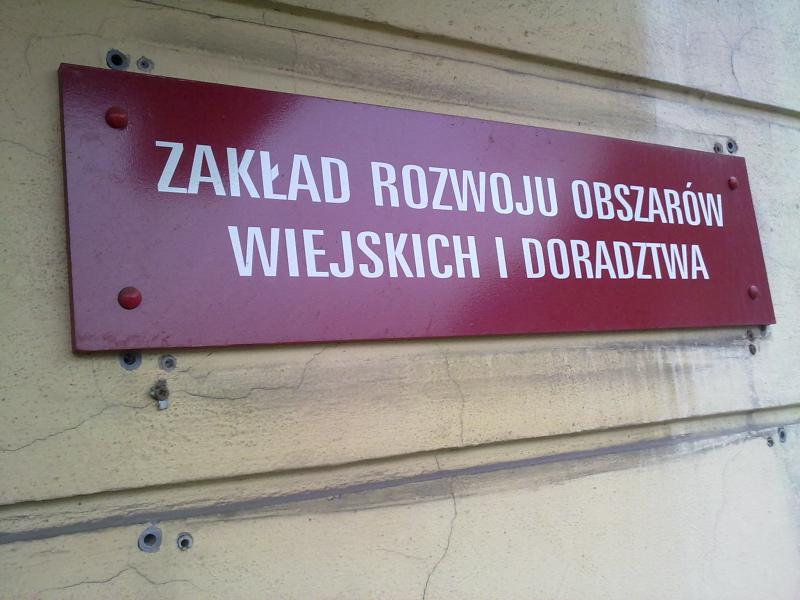 ZAKŁAD ROZWOJU OBSZARÓW
WIEJSKICH I DORADZTWA